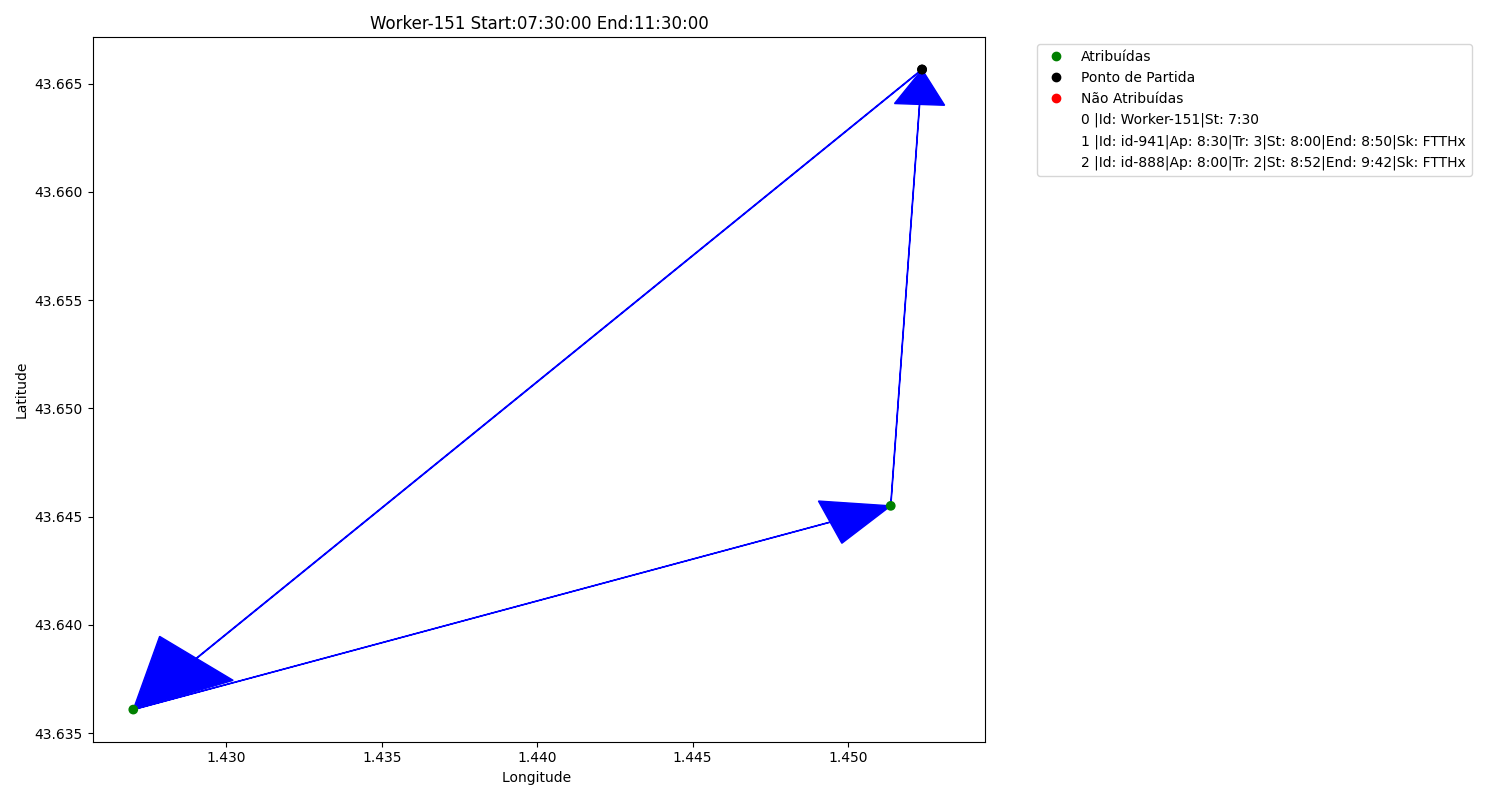 Worker-151 Start:07:30:00 End:11:30:00
Atribuídas
Ponto de Partida
Não Atribuídas
0 |Id: Worker-151|St: 7:30
1 |Id: id-941|Ap: 8:30|Tr: 3|St: 8:00|End: 8:50|Sk: FTTHx
2 |Id: id-888|Ap: 8:00|Tr: 2|St: 8:52|End: 9:42|Sk: FTTHx
Latitude
43.665
43.660
43.655
43.650
43.645
43.640
43.635
1.430
1.435
1.440
1.445
1.450
Longitude